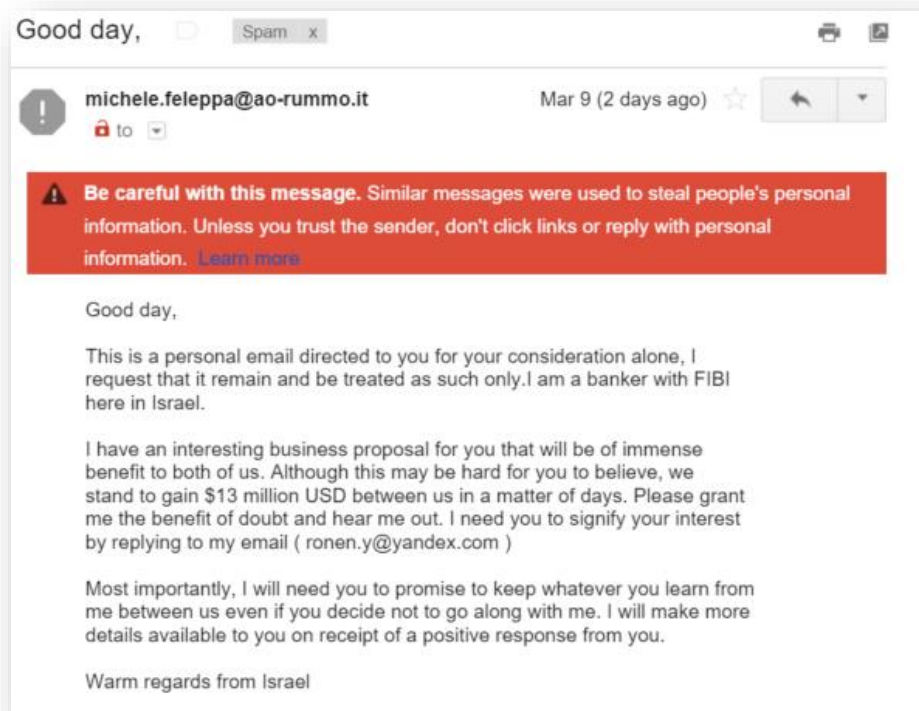 Good day,
Spam x
michele.feleppa@ao-rummo.it
Mar 9 (2 days ago)
to
Be careful with this message. Similar messages were used to steal people's personal
information. Unless you trust the sender, don't click links or reply with personal
information. Learn more
Good day,
This is a personal email directed to you for your consideration alone, I
request that it remain and be treated as such only.I am a banker with FIBI
here in Israel.
I have an interesting business proposal for you that will be of immense
benefit to both of us. Although this may be hard for you to believe, we
stand to gain $13 million USD between us in a matter of days. Please grant
me the benefit of doubt and hear me out. I need you to signify your interest
by replying to my email ( ronen.y@yandex.com )
Most importantly, I will need you to promise to keep whatever you learn from
me between us even if you decide not to go along with me. I will make more
details available to you on receipt of a positive response from you.
Warm regards from Israel